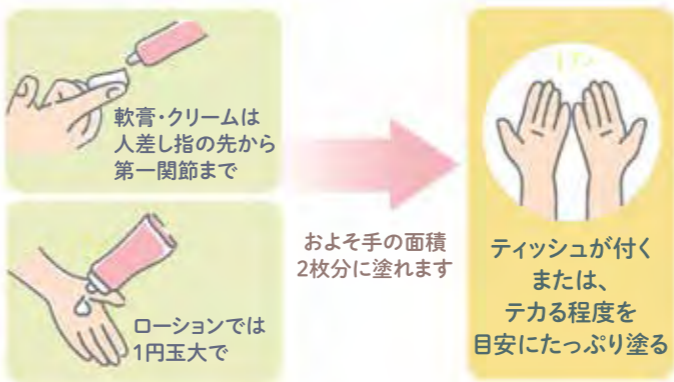 軟膏・クリームは
人差し指の先から
第一関節まで
ローションでは
1円玉大で
およそ手の面積
2枚分に塗れます
ティッシュが付く
または、
テカる程度を
目安にたっぷり塗る